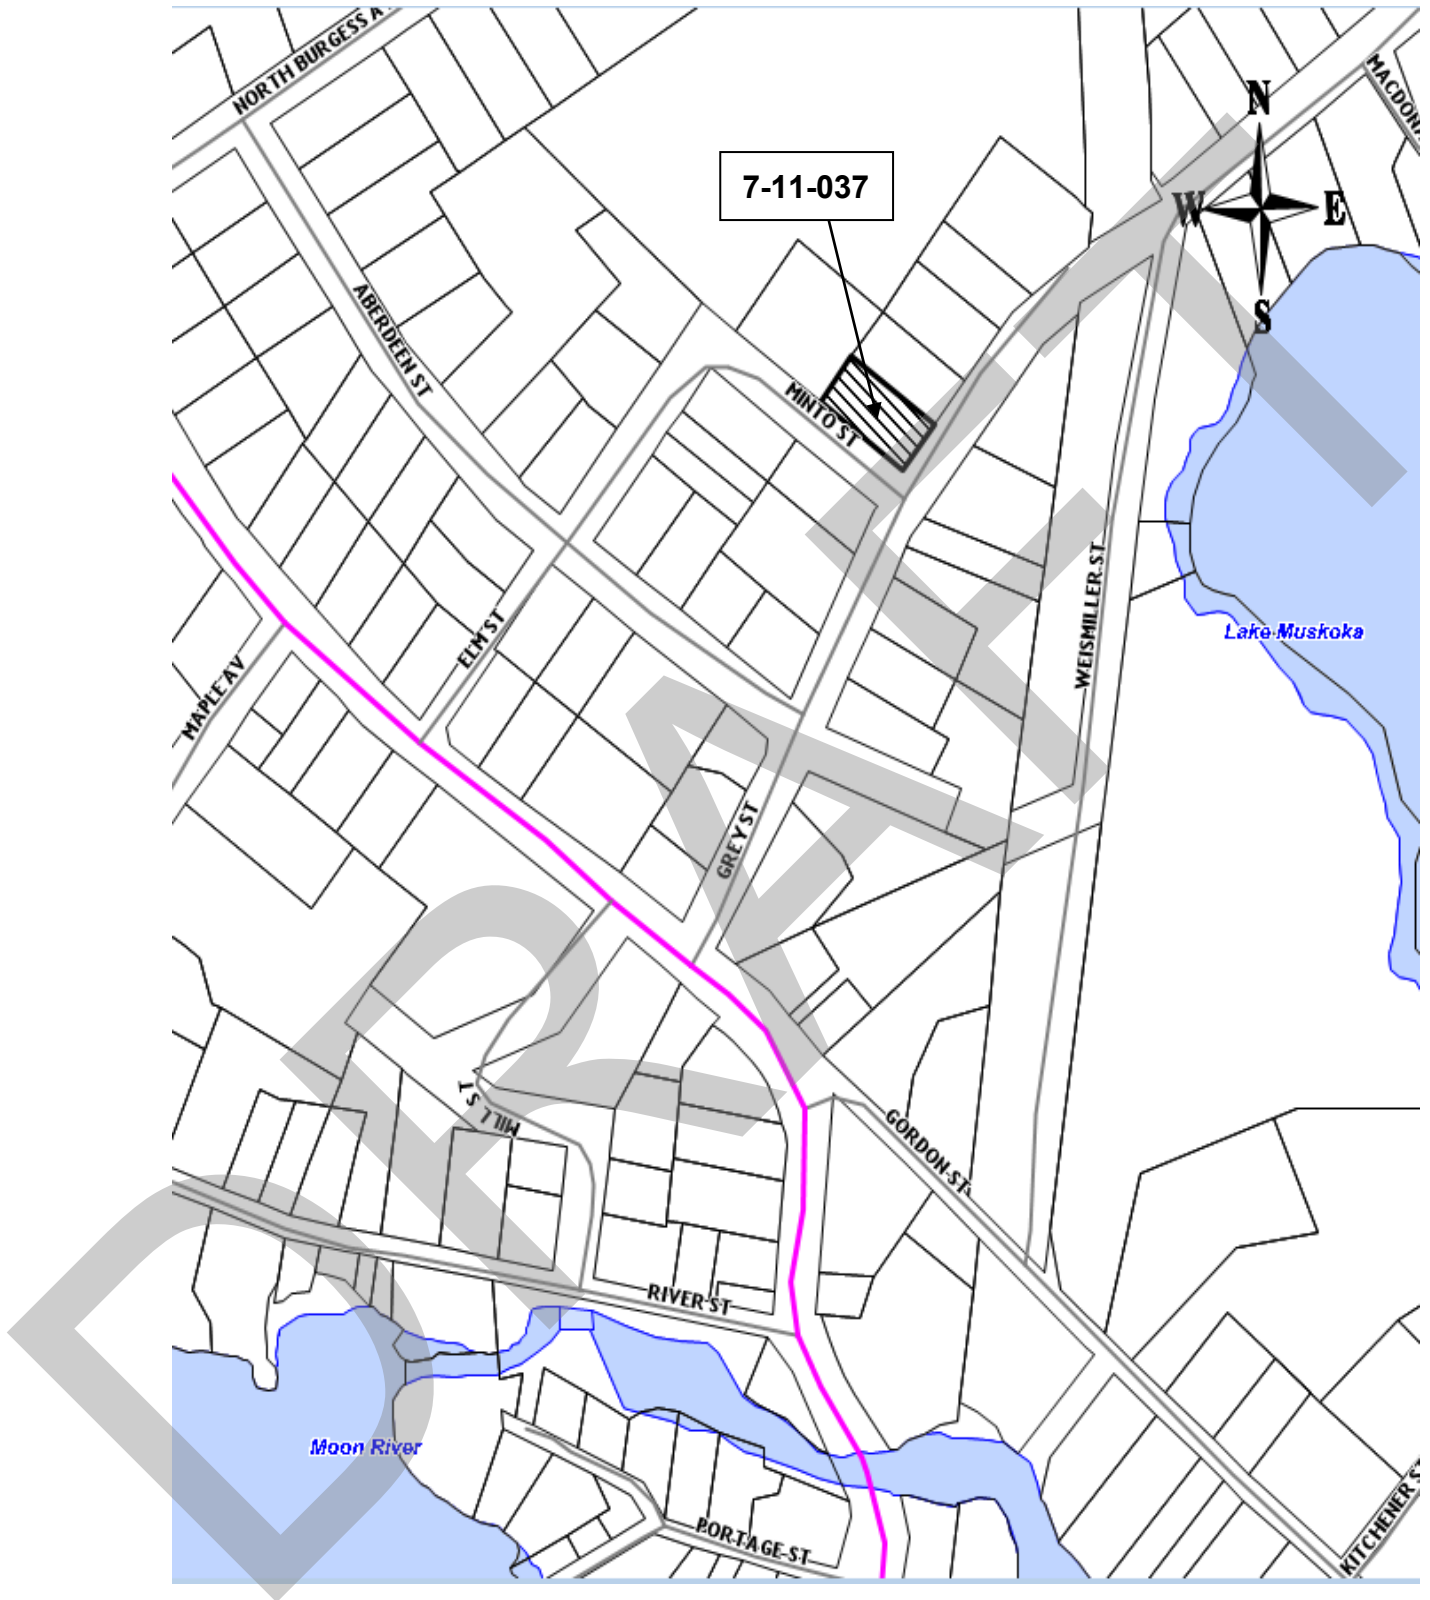 NORTH BURGESS A
MACDONA
N
W
E
S
7-11-037
ABERDEEN ST
MINTO ST
ELM ST
MAPLE AV
WEISMILLER ST
Lake Muskoka
GREY ST
MILL ST
GORDON ST
RIVER ST
Moon River
PORTAGE ST
KITCHENER ST
DRAFT